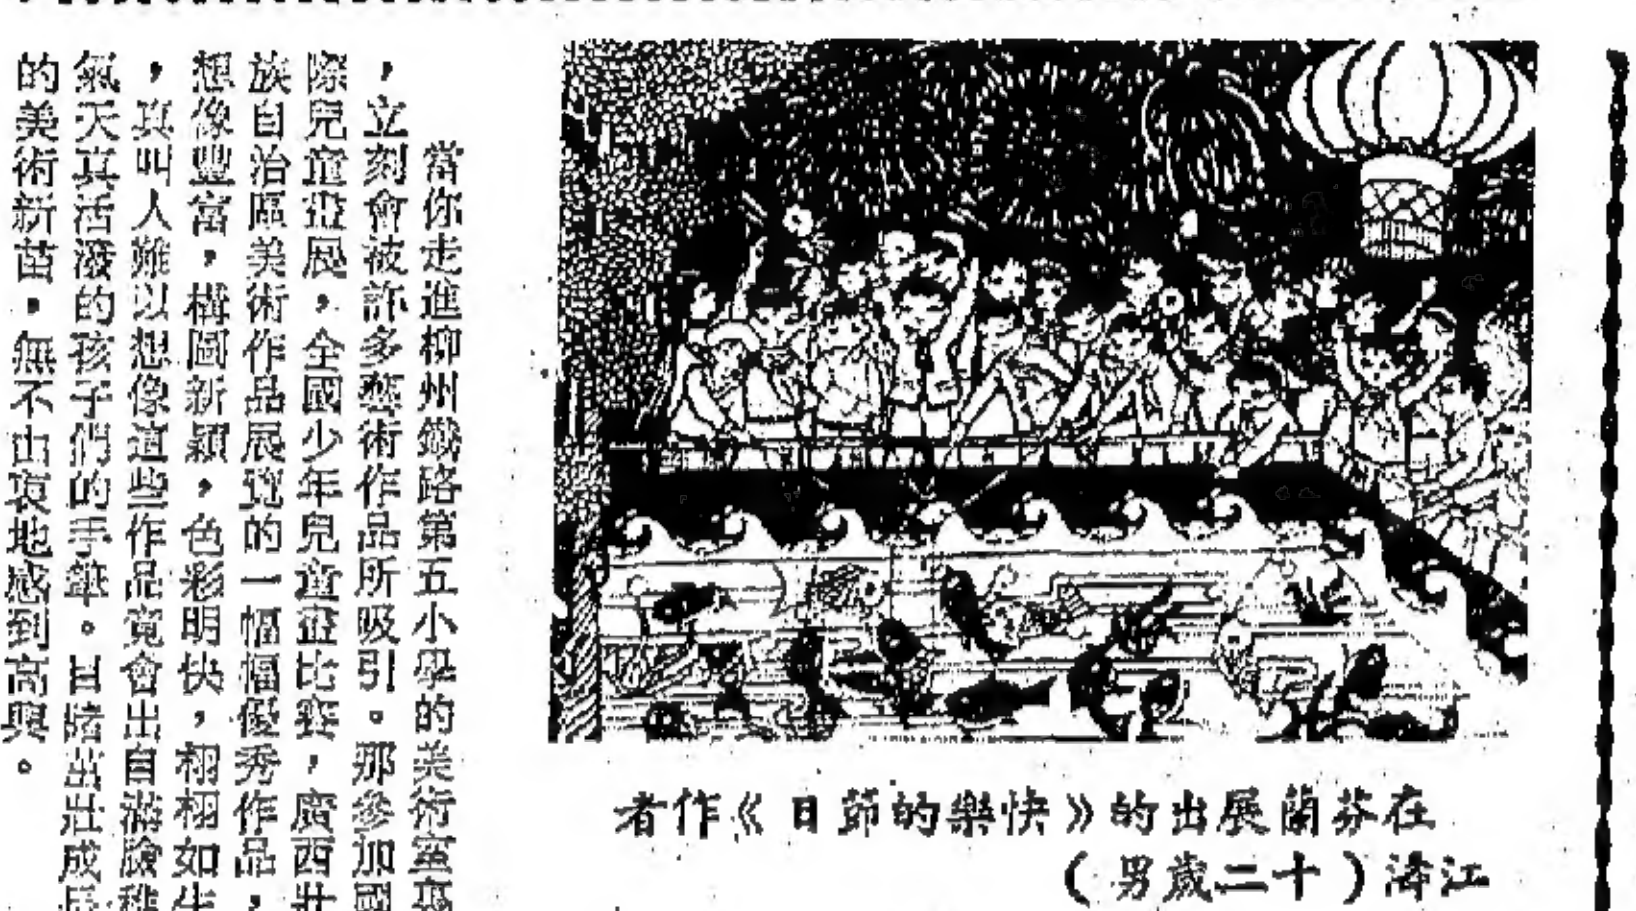 在芬蘭展出的《快樂的節日》作者
江濤(十二歲男)
當你走進柳州鐵路第五小學的美術室裏
,立刻會被許多藝術作品所吸引。那參加國
際兒童畫展,全國少年兒童畫比賽,廣西壯
族自治區美術作品展覽的一幅幅優秀作品,
想像豐富,構圖新穎,色彩明快,栩栩如生
,真叫人難以想像這些作品竟會出自滿臉稚
氣天真活潑的孩子們的手筆。目睹茁壯成長
的美術新苗,無不由衷地感到高興。